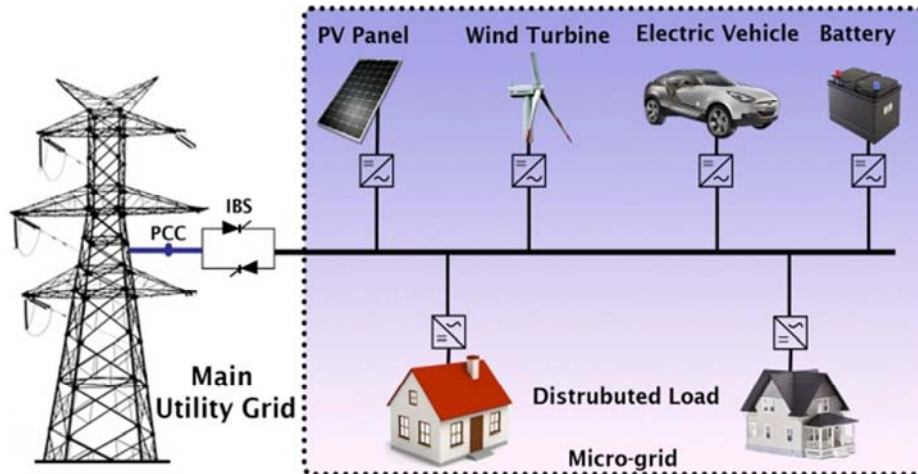 PV Panel
Wind Turbine
Electric Vehicle
Battery
IBS
PCC
Main
Utility Grid
Distrubuted Load
Micro-grid